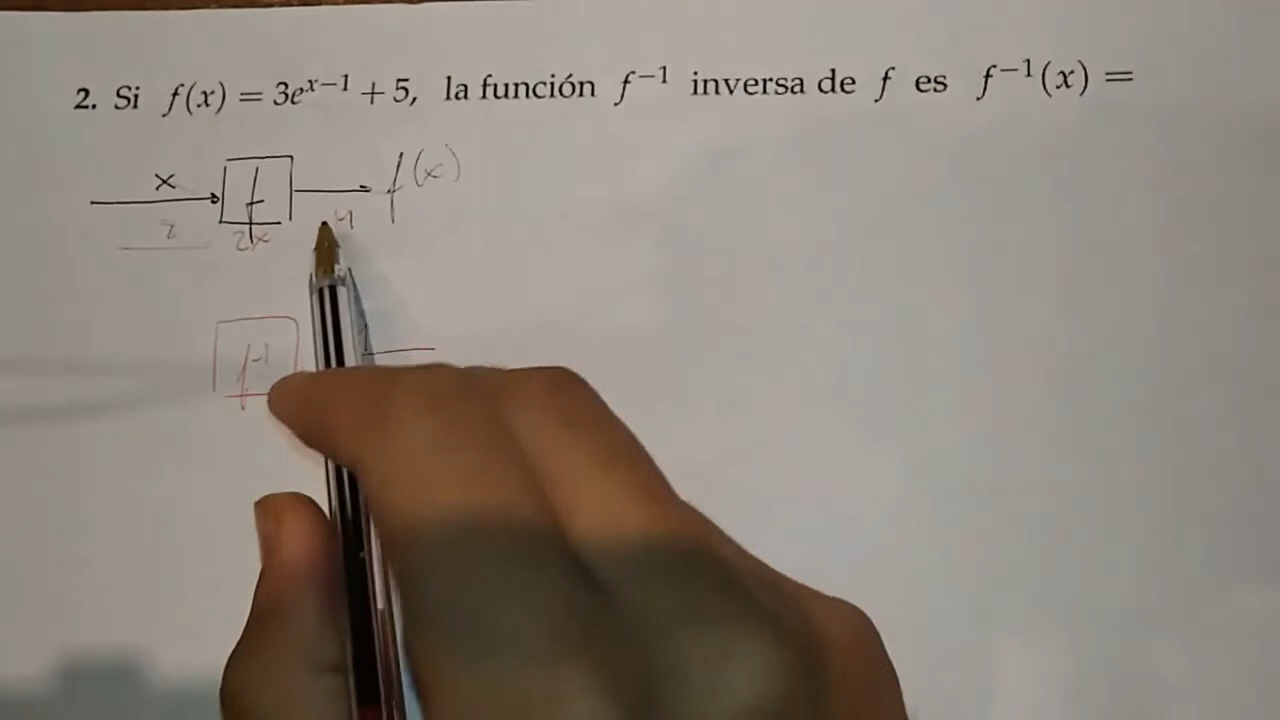 2. Si f(x) = 3e^{x−1} + 5, la función f^{−1} inversa de f es f^{−1}(x) =
x f f(x)
2 2x 4
f^{-1}